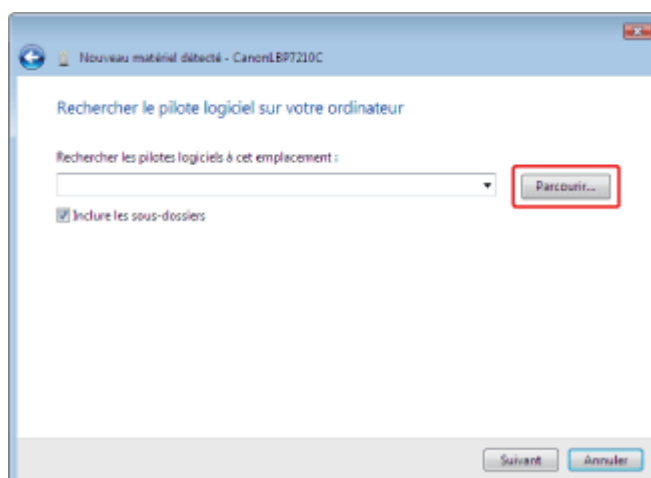 Nouveau matériel détecté - CanonLBP7210C
Rechercher le pilote logiciel sur votre ordinateur
Rechercher les pilotes logiciels à cet emplacement :
Parcourir...
Inclure les sous-dossiers
Suivant
Annuler